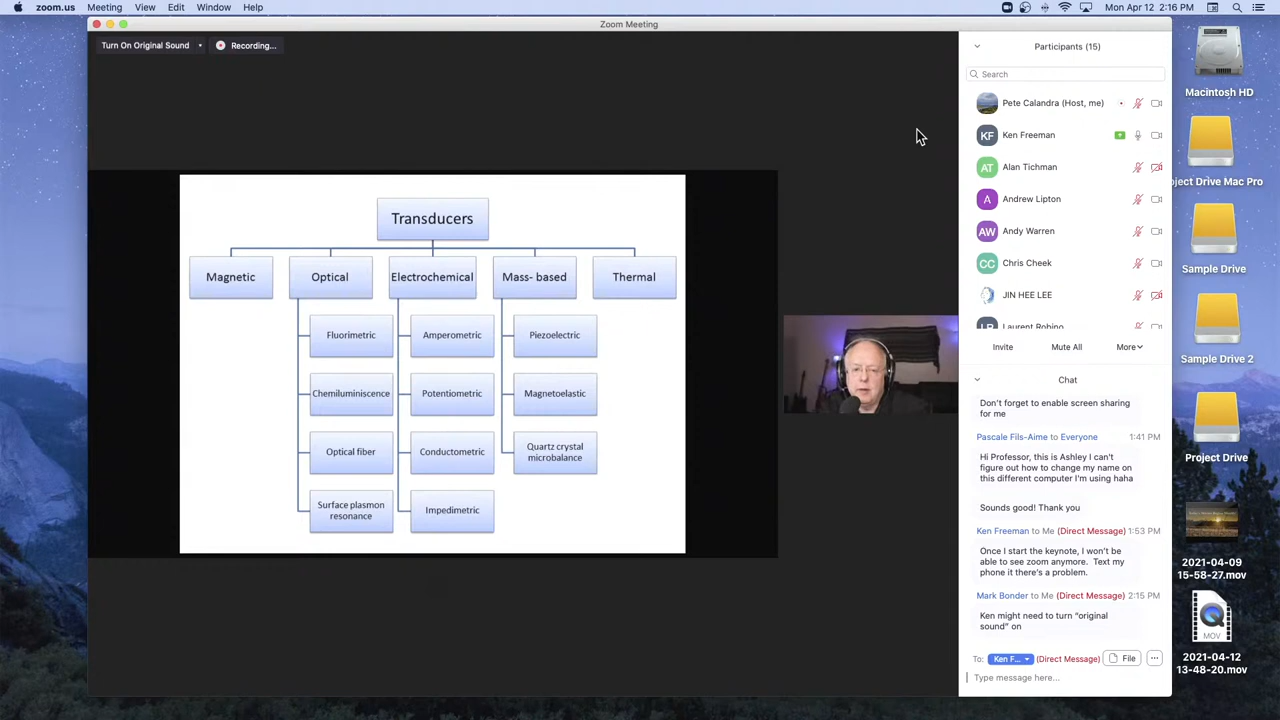 zoom.us Meeting View Edit Window Help
Mon Apr 12 2:16 PM
Zoom Meeting
Turn On Original Sound
Recording...
Transducers
Magnetic
Optical
Electrochemical
Mass- based
Thermal
Fluorimetric
Amperometric
Piezoelectric
Chemiluminiscence
Potentiometric
Magnetoelastic
Optical fiber
Conductometric
Quartz crystal
microbalance
Surface plasmon
resonance
Impedimetric
Participants (15)
Search
Pete Calandra (Host, me)
KF Ken Freeman
AT Alan Tichman
A Andrew Lipton
AW Andy Warren
CC Chris Cheek
JIN HEE LEE
LR Laurent Robino
Invite Mute All More
Chat
Don't forget to enable screen sharing
for me
Pascale Fils-Aime to Everyone 1:41 PM
Hi Professor, this is Ashley I can't
figure out how to change my name on
this different computer I'm using haha
Sounds good! Thank you
Ken Freeman to Me (Direct Message) 1:53 PM
Once I start the keynote, I won't be
able to see zoom anymore. Text my
phone it there's a problem.
Mark Bonder to Me (Direct Message) 2:15 PM
Ken might need to turn "original
sound" on
To: Ken F... (Direct Message) File ...
Type message here...
Macintosh HD
ject Drive Mac Pro
Sample Drive
Sample Drive 2
Project Drive
2021-04-09
15-58-27.mov
MOV
2021-04-12
13-48-20.mov